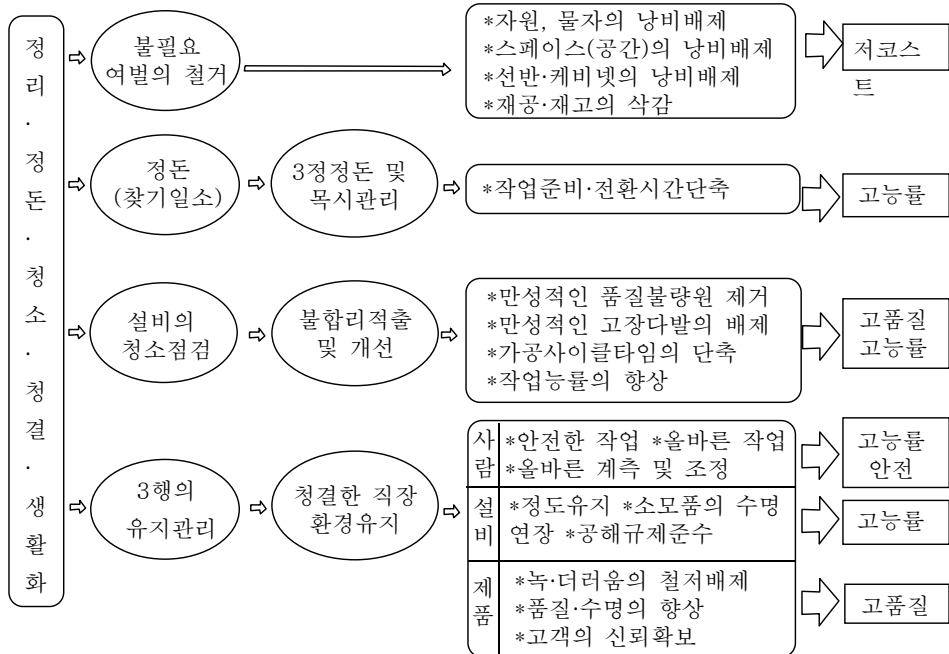 정
리
·
정
돈
·
청
소
·
청
결
·
생
활
화
불필요
여벌의 철거
*자원, 물자의 낭비배제
*스페이스(공간)의 낭비배제
*선반·케비넷의 낭비배제
*재공·재고의 삭감
저코스
트
정돈
(찾기일소)
3정정돈 및
목시관리
*작업준비·전환시간단축
고능률
설비의
청소점검
불합리적출
및 개선
*만성적인 품질불량원 제거
*만성적인 고장다발의 배제
*가공사이클타임의 단축
*작업능률의 향상
고품질
고능률
3행의
유지관리
청결한 직장
환경유지
사
람
*안전한 작업 *올바른 작업
*올바른 계측 및 조정
고능률
안전
설
비
*정도유지 *소모품의 수명
연장 *공해규제준수
고능률
제
품
*녹·더러움의 철저배제
*품질·수명의 향상
*고객의 신뢰확보
고품질